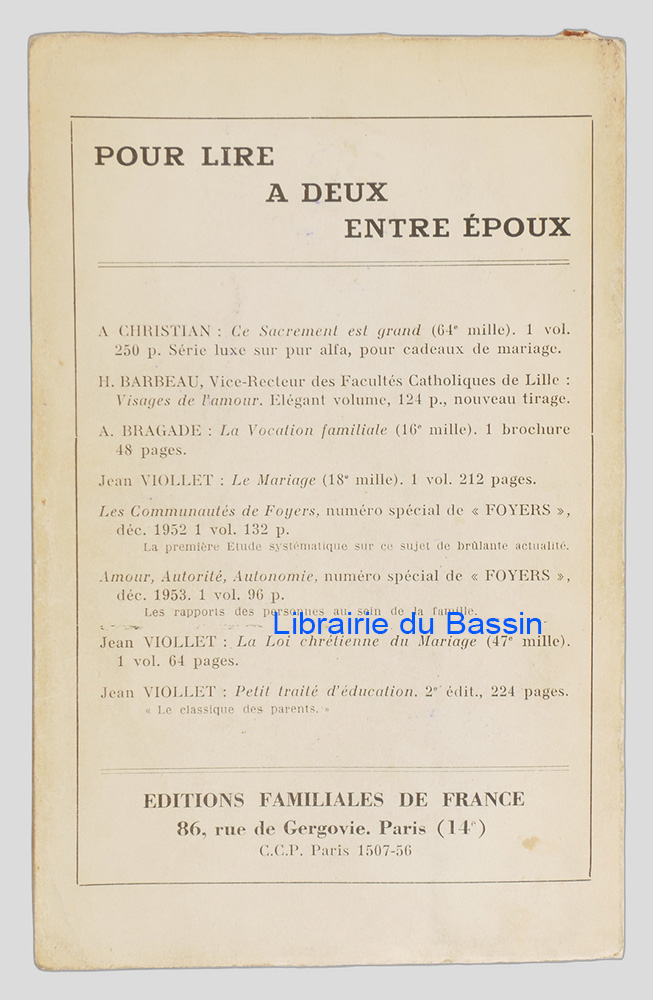 POUR LIRE
A DEUX
ENTRE ÉPOUX
A CHRISTIAN : Ce Sacrement est grand (64e mille). 1 vol.
250 p. Série luxe sur pur alfa, pour cadeaux de mariage.
H. BARBEAU, Vice-Recteur des Facultés Catholiques de Lille :
Visages de l'amour. Elégant volume, 124 p., nouveau tirage.
A. BRAGADE : La Vocation familiale (16e mille). 1 brochure
48 pages.
Jean VIOLLET : Le Mariage (18e mille). 1 vol. 212 pages.
Les Communautés de Foyers, numéro spécial de « FOYERS »,
déc. 1952 1 vol. 132 p.
La première Etude systématique sur ce sujet de brûlante actualité.
Amour, Autorité, Autonomie, numéro spécial de « FOYERS »,
déc. 1953. 1 vol. 96 p.
Les rapports des personnes au sein de la famille.
Librairie du Bassin
Jean VIOLLET : La Loi chrétienne du Mariage (47e mille).
1 vol. 64 pages.
Jean VIOLLET : Petit traité d'éducation. 2e édit., 224 pages.
« Le classique des parents. »
EDITIONS FAMILIALES DE FRANCE
86, rue de Gergovie. Paris (14e)
C.C.P. Paris 1507-56